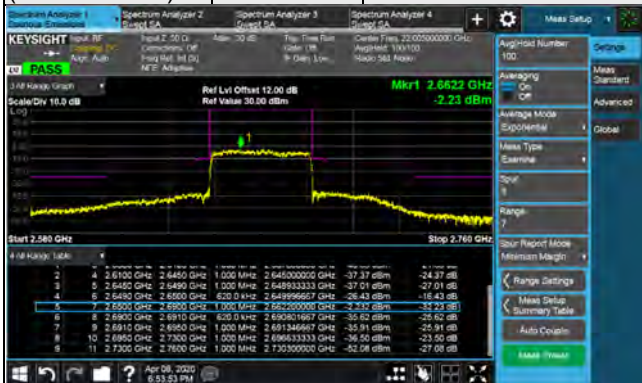 Spectrum Analyzer 1
Spurious Emissions
Spectrum Analyzer 2
Swept SA
Spectrum Analyzer 3
Swept SA
Spectrum Analyzer 4
Swept SA
+
Meas Setup
KEYSIGHT
Input: RF
Coupling: DC
Align: Auto
Input Z: 50 Ω
Corrections: Off
Freq Ref: Int (S)
NFE: Adaptive
Atten: 30 dB
Trig: Free Run
Gate: Off
IF Gain: Low
Center Freq: 22.005000000 GHz
Avg|Hold: 100/100
Radio Std: None
PASS
3 All Range Graph
Scale/Div 10.0 dB
Ref Lvl Offset 12.00 dB
Ref Value 30.00 dBm
Mkr1 2.6622 GHz
-2.23 dBm
Log
1
Start 2.580 GHz
Stop 2.760 GHz
4 All Range Table
4 2.6100 GHz 2.6450 GHz 1.000 MHz 2.645000000 GHz -37.37 dBm -24.37 dB
5 2.6450 GHz 2.6490 GHz 1.000 MHz 2.648933333 GHz -37.01 dBm -27.01 dB
6 2.6490 GHz 2.6500 GHz 620.0 kHz 2.649996667 GHz -26.43 dBm -16.43 dB
7 2.6500 GHz 2.6900 GHz 1.000 MHz 2.662200000 GHz -2.232 dBm -32.23 dB
8 2.6900 GHz 2.6910 GHz 620.0 kHz 2.690801667 GHz -35.62 dBm -25.62 dB
9 2.6910 GHz 2.6950 GHz 1.000 MHz 2.691346667 GHz -35.91 dBm -25.91 dB
10 2.6950 GHz 2.7300 GHz 1.000 MHz 2.696633333 GHz -36.50 dBm -23.50 dB
11 2.7300 GHz 2.7600 GHz 1.000 MHz 2.730300000 GHz -52.08 dBm -27.08 dB
Avg|Hold Number
100
Averaging
On
Off
Average Mode
Exponential
Meas Type
Examine
Spur
Range
7
Spur Report Mode
Minimum Margin
Range Settings
Meas Setup
Summary Table
Auto Couple
Meas Preset
Settings
Meas
Standard
Advanced
Global
?
Apr 08, 2020
6:53:53 PM